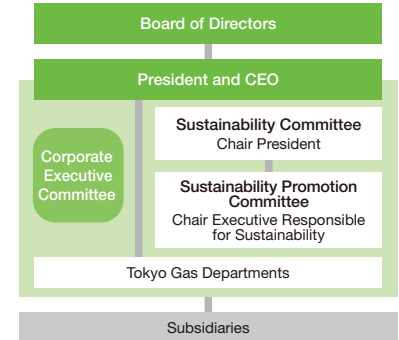 Board of Directors
President and CEO
Corporate
Executive
Committee
Sustainability Committee
Chair President
Sustainability Promotion
Committee
Chair Executive Responsible
for Sustainability
Tokyo Gas Departments
Subsidiaries